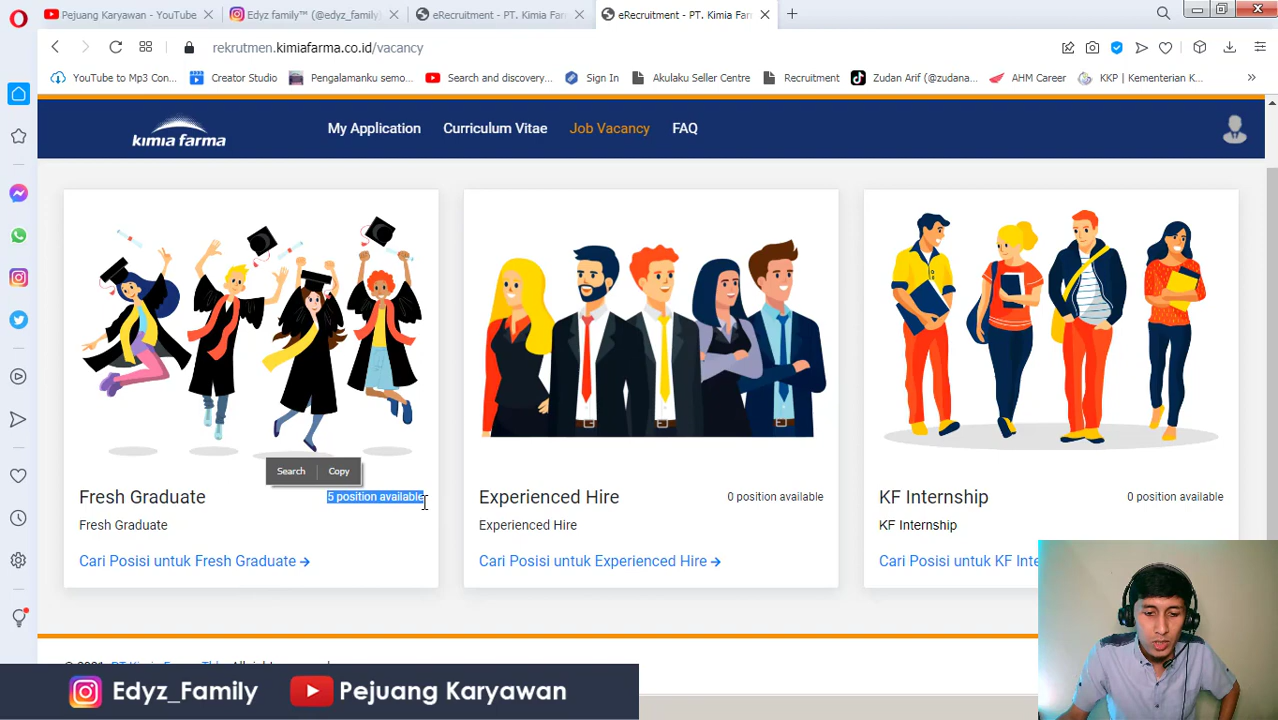 Pejuang Karyawan - YouTube
Edyz family™ (@edyz_family)
eRecruitment - PT. Kimia Farm
eRecruitment - PT. Kimia Farm
rekrutmen.kimiafarma.co.id/vacancy
YouTube to Mp3 Con...
Creator Studio
Pengalamanku semo...
Search and discovery...
Sign In
Akulaku Seller Centre
Recruitment
Zudan Arif (@zudana...
AHM Career
KKP | Kementerian K...
kimia farma
My Application
Curriculum Vitae
Job Vacancy
FAQ
Search
Copy
Fresh Graduate
5 position available
Fresh Graduate
Cari Posisi untuk Fresh Graduate
Experienced Hire
0 position available
Experienced Hire
Cari Posisi untuk Experienced Hire
KF Internship
0 position available
KF Internship
Cari Posisi untuk KF Inte
Edyz_Family
Pejuang Karyawan